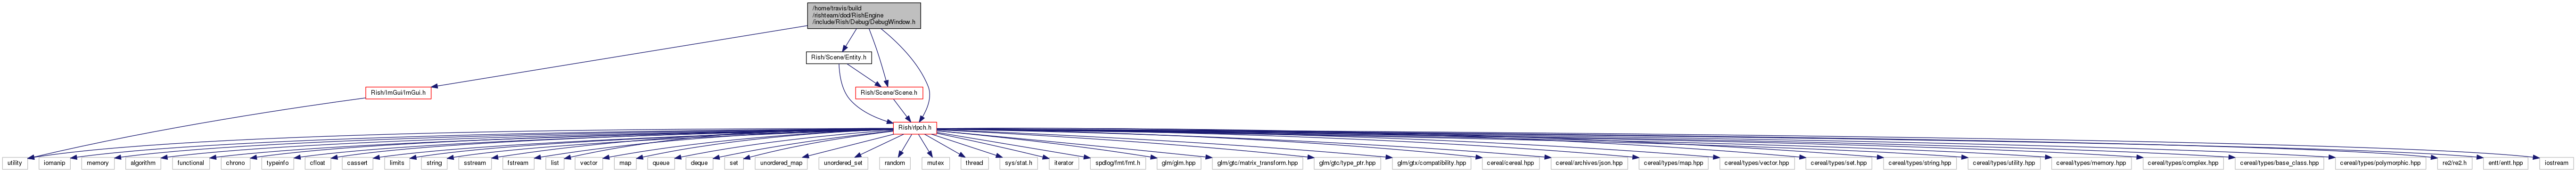 /home/travis/build
/rishteam/dod/RishEngine
/include/Rish/Debug/DebugWindow.h
Rish/Scene/Entity.h
Rish/ImGui/ImGui.h
Rish/Scene/Scene.h
Rish/rlpch.h
utility
iomanip
memory
algorithm
functional
chrono
typeinfo
cfloat
cassert
limits
string
sstream
fstream
list
vector
map
queue
deque
set
unordered_map
unordered_set
random
mutex
thread
sys/stat.h
iterator
spdlog/fmt/fmt.h
glm/glm.hpp
glm/gtc/matrix_transform.hpp
glm/gtc/type_ptr.hpp
glm/gtx/compatibility.hpp
cereal/cereal.hpp
cereal/archives/json.hpp
cereal/types/map.hpp
cereal/types/vector.hpp
cereal/types/set.hpp
cereal/types/string.hpp
cereal/types/utility.hpp
cereal/types/memory.hpp
cereal/types/complex.hpp
cereal/types/base_class.hpp
cereal/types/polymorphic.hpp
re2/re2.h
entt/entt.hpp
iostream